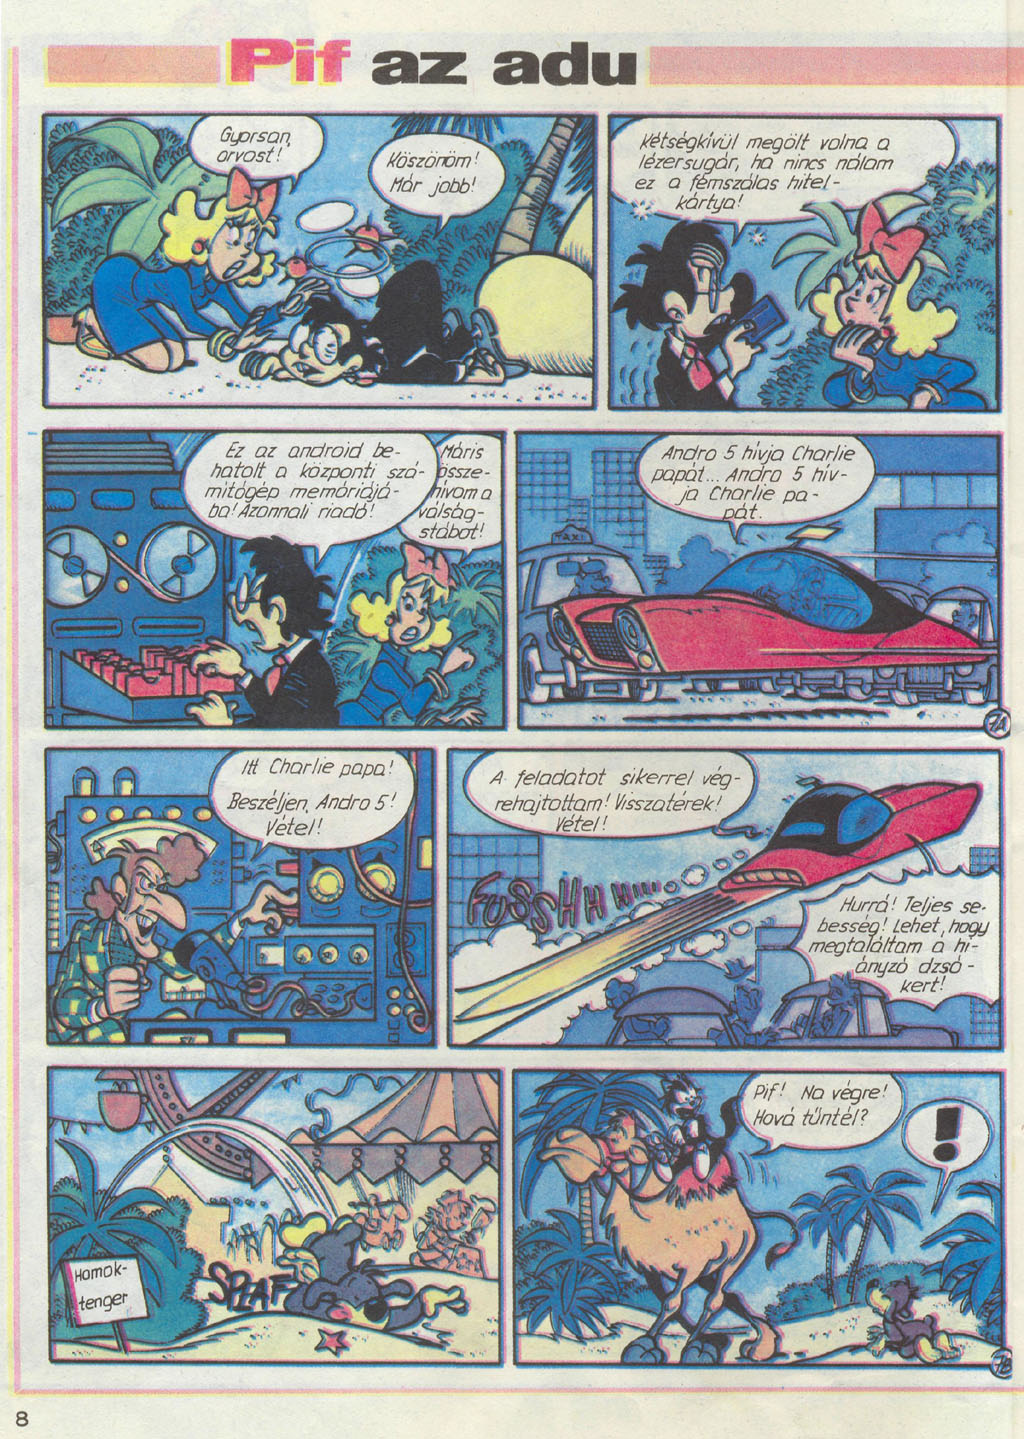 Pif az adu
Gyorsan,
orvost!
Köszönöm!
Már jobb!
Kétségkívül megölt volna a
lézersugár, ha nincs nálam
ez a fémszálas hitel-
kártya!
Ez az android be-
hatolt a központi szá-
mítógép memóriájá-
ba! Azonnali riadó!
Máris
össze-
hívom a
válság-
stábot!
TAXI
Andro 5 hívja Charlie
papát... Andro 5 hív-
ja Charlie pa-
pát.
7A
Itt Charlie papa!
Beszéljen, Andro 5!
Vétel!
A feladatot sikerrel vég-
rehajtottam! Visszatérek!
Vétel!
FUSSHHH
Hurrá! Teljes se-
besség! Lehet, hogy
megtaláltam a hi-
ányzó dzsó-
kert!
SPLAF
Homok-
tenger
Pif! Na végre!
Hová tűntél?
!
7B
8